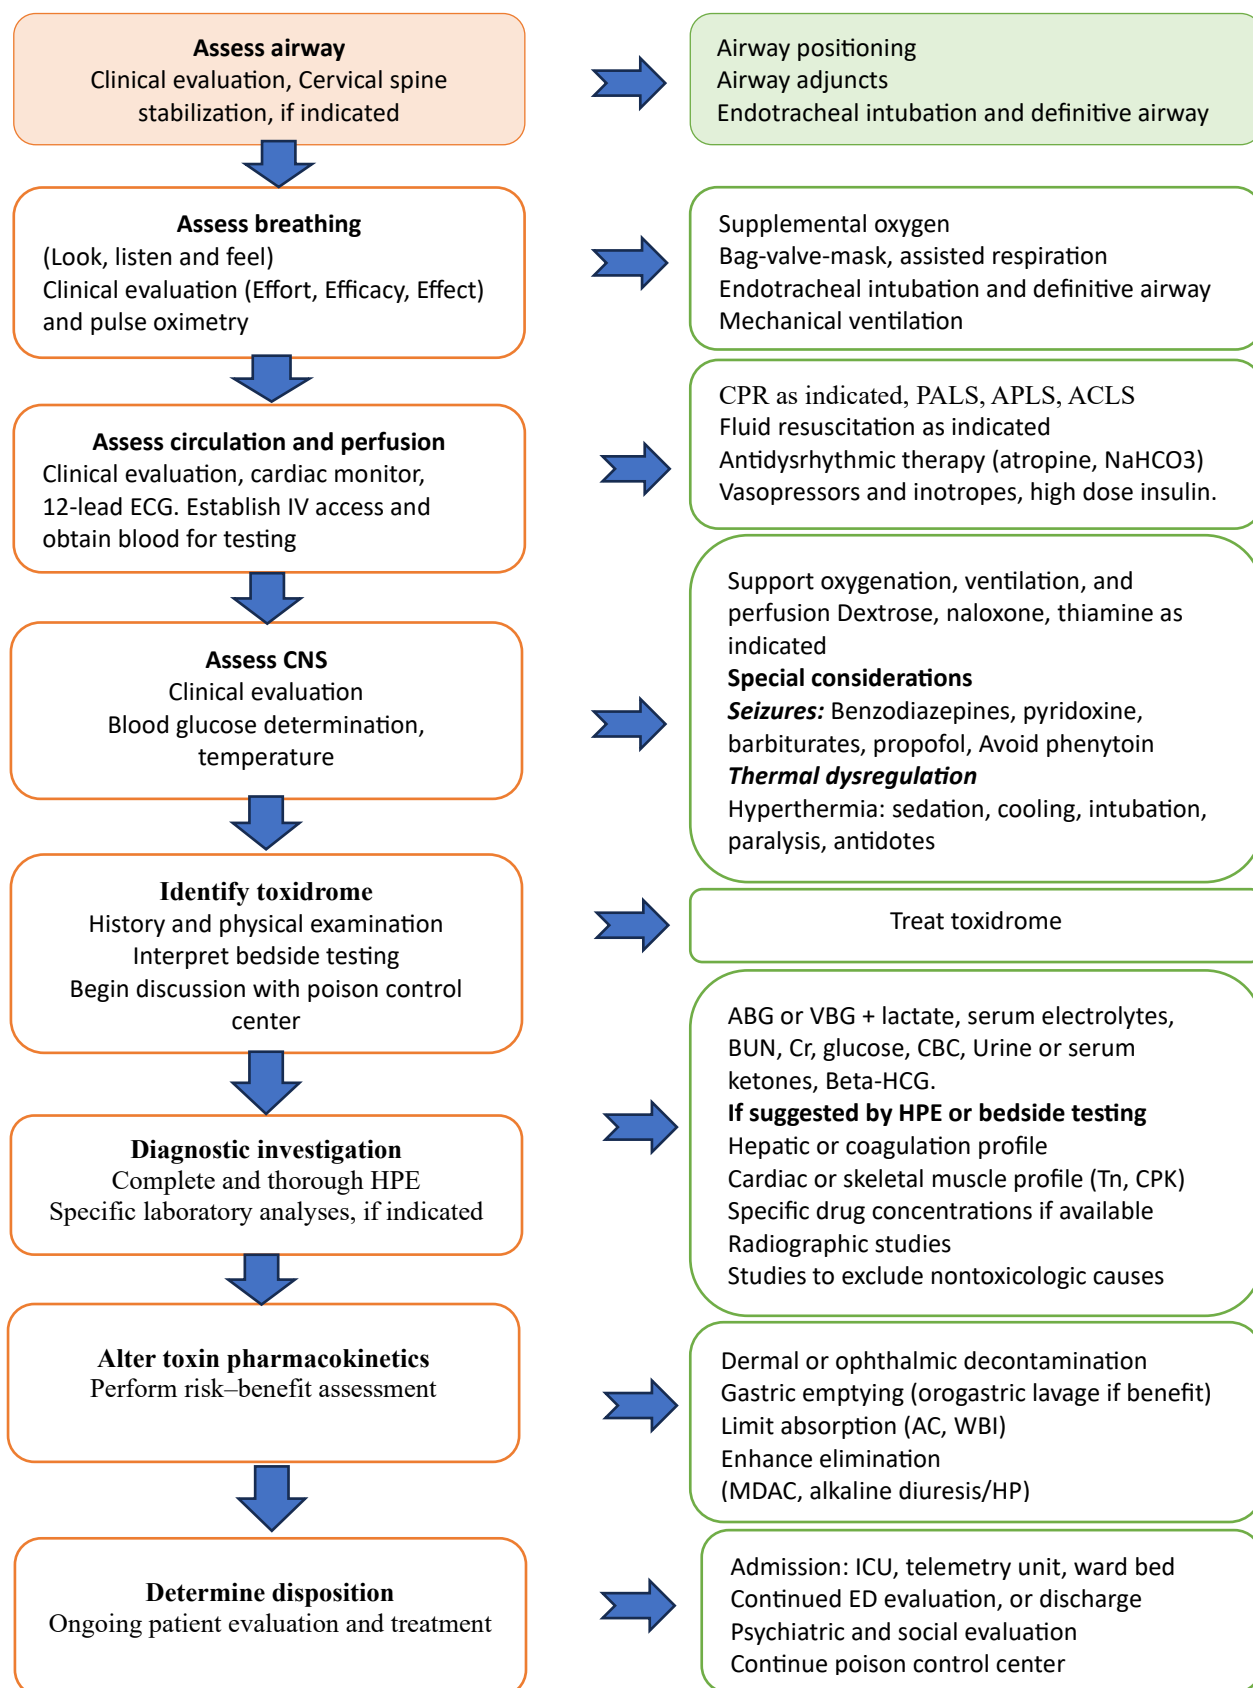 Assess airway
Clinical evaluation, Cervical spine
stabilization, if indicated
Airway positioning
Airway adjuncts
Endotracheal intubation and definitive airway
Assess breathing
(Look, listen and feel)
Clinical evaluation (Effort, Efficacy, Effect)
and pulse oximetry
Supplemental oxygen
Bag-valve-mask, assisted respiration
Endotracheal intubation and definitive airway
Mechanical ventilation
Assess circulation and perfusion
Clinical evaluation, cardiac monitor,
12-lead ECG. Establish IV access and
obtain blood for testing
CPR as indicated, PALS, APLS, ACLS
Fluid resuscitation as indicated
Antidysrhythmic therapy (atropine, NaHCO3)
Vasopressors and inotropes, high dose insulin.
Assess CNS
Clinical evaluation
Blood glucose determination,
temperature
Support oxygenation, ventilation, and
perfusion Dextrose, naloxone, thiamine as
indicated
Special considerations
Seizures: Benzodiazepines, pyridoxine,
barbiturates, propofol, Avoid phenytoin
Thermal dysregulation
Hyperthermia: sedation, cooling, intubation,
paralysis, antidotes
Identify toxidrome
History and physical examination
Interpret bedside testing
Begin discussion with poison control
center
Treat toxidrome
Diagnostic investigation
Complete and thorough HPE
Specific laboratory analyses, if indicated
ABG or VBG + lactate, serum electrolytes,
BUN, Cr, glucose, CBC, Urine or serum
ketones, Beta-HCG.
If suggested by HPE or bedside testing
Hepatic or coagulation profile
Cardiac or skeletal muscle profile (Tn, CPK)
Specific drug concentrations if available
Radiographic studies
Studies to exclude nontoxicologic causes
Alter toxin pharmacokinetics
Perform risk–benefit assessment
Dermal or ophthalmic decontamination
Gastric emptying (orogastric lavage if benefit)
Limit absorption (AC, WBI)
Enhance elimination
(MDAC, alkaline diuresis/HP)
Determine disposition
Ongoing patient evaluation and treatment
Admission: ICU, telemetry unit, ward bed
Continued ED evaluation, or discharge
Psychiatric and social evaluation
Continue poison control center